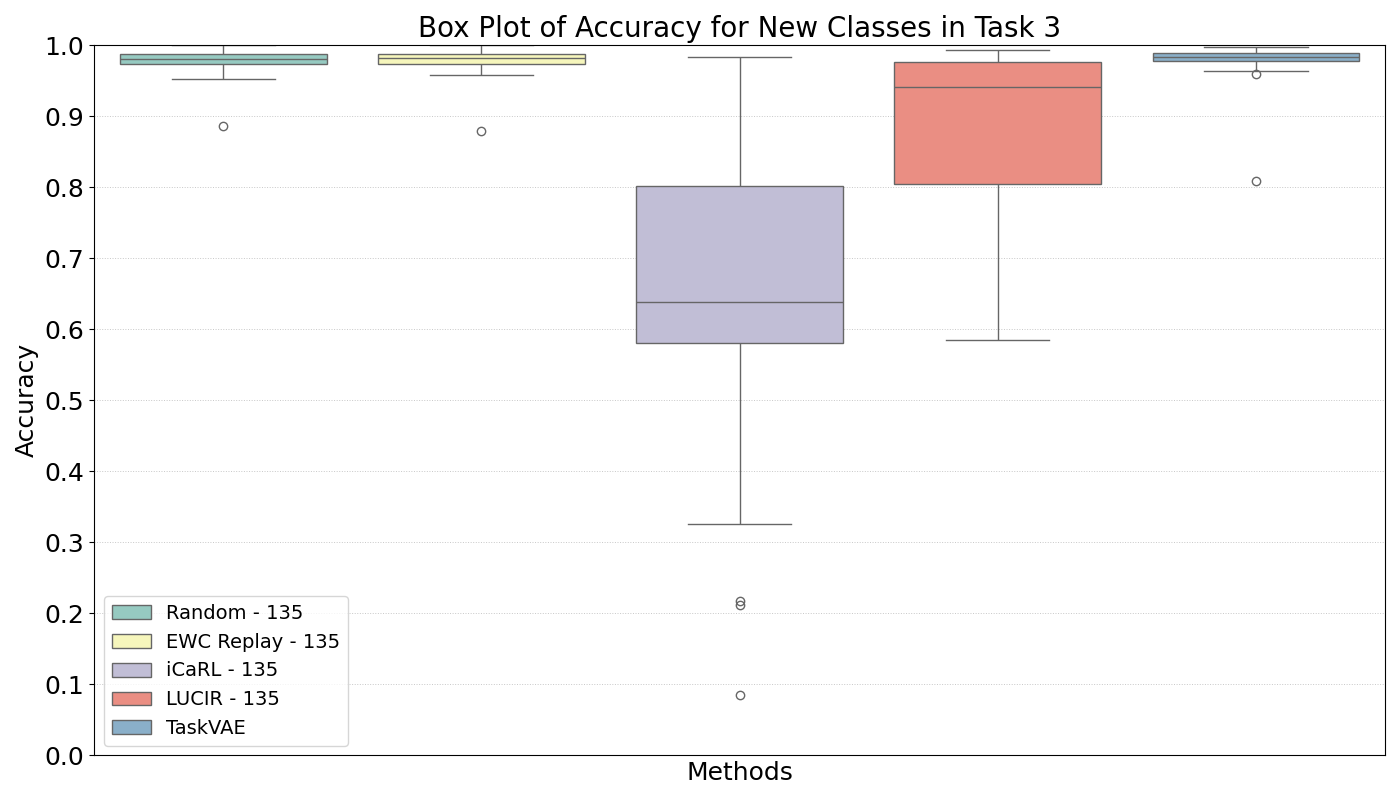 Box Plot of Accuracy for New Classes in Task 3
1.0
0.9
0.8
0.7
0.6
0.5
0.4
0.3
0.2
0.1
0.0
Accuracy
Methods
Random - 135
EWC Replay - 135
iCaRL - 135
LUCIR - 135
TaskVAE